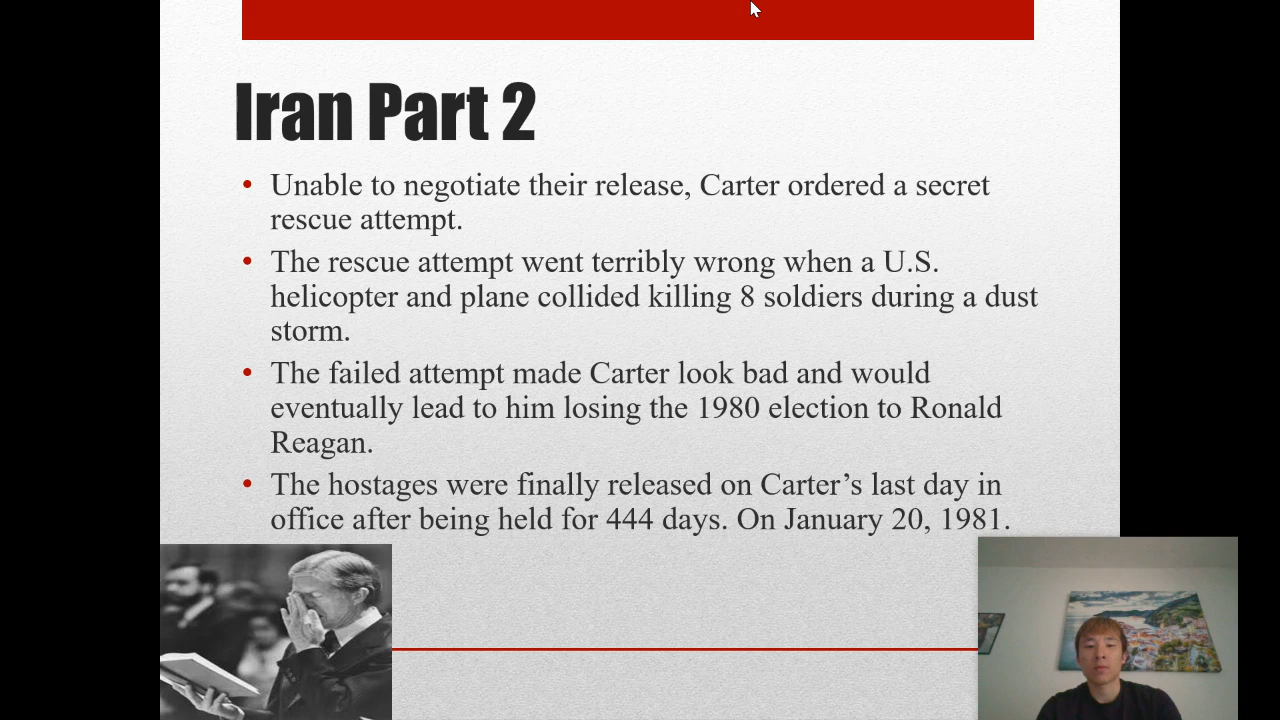 Iran Part 2
• Unable to negotiate their release, Carter ordered a secret
rescue attempt.
• The rescue attempt went terribly wrong when a U.S.
helicopter and plane collided killing 8 soldiers during a dust
storm.
• The failed attempt made Carter look bad and would
eventually lead to him losing the 1980 election to Ronald
Reagan.
• The hostages were finally released on Carter’s last day in
office after being held for 444 days. On January 20, 1981.